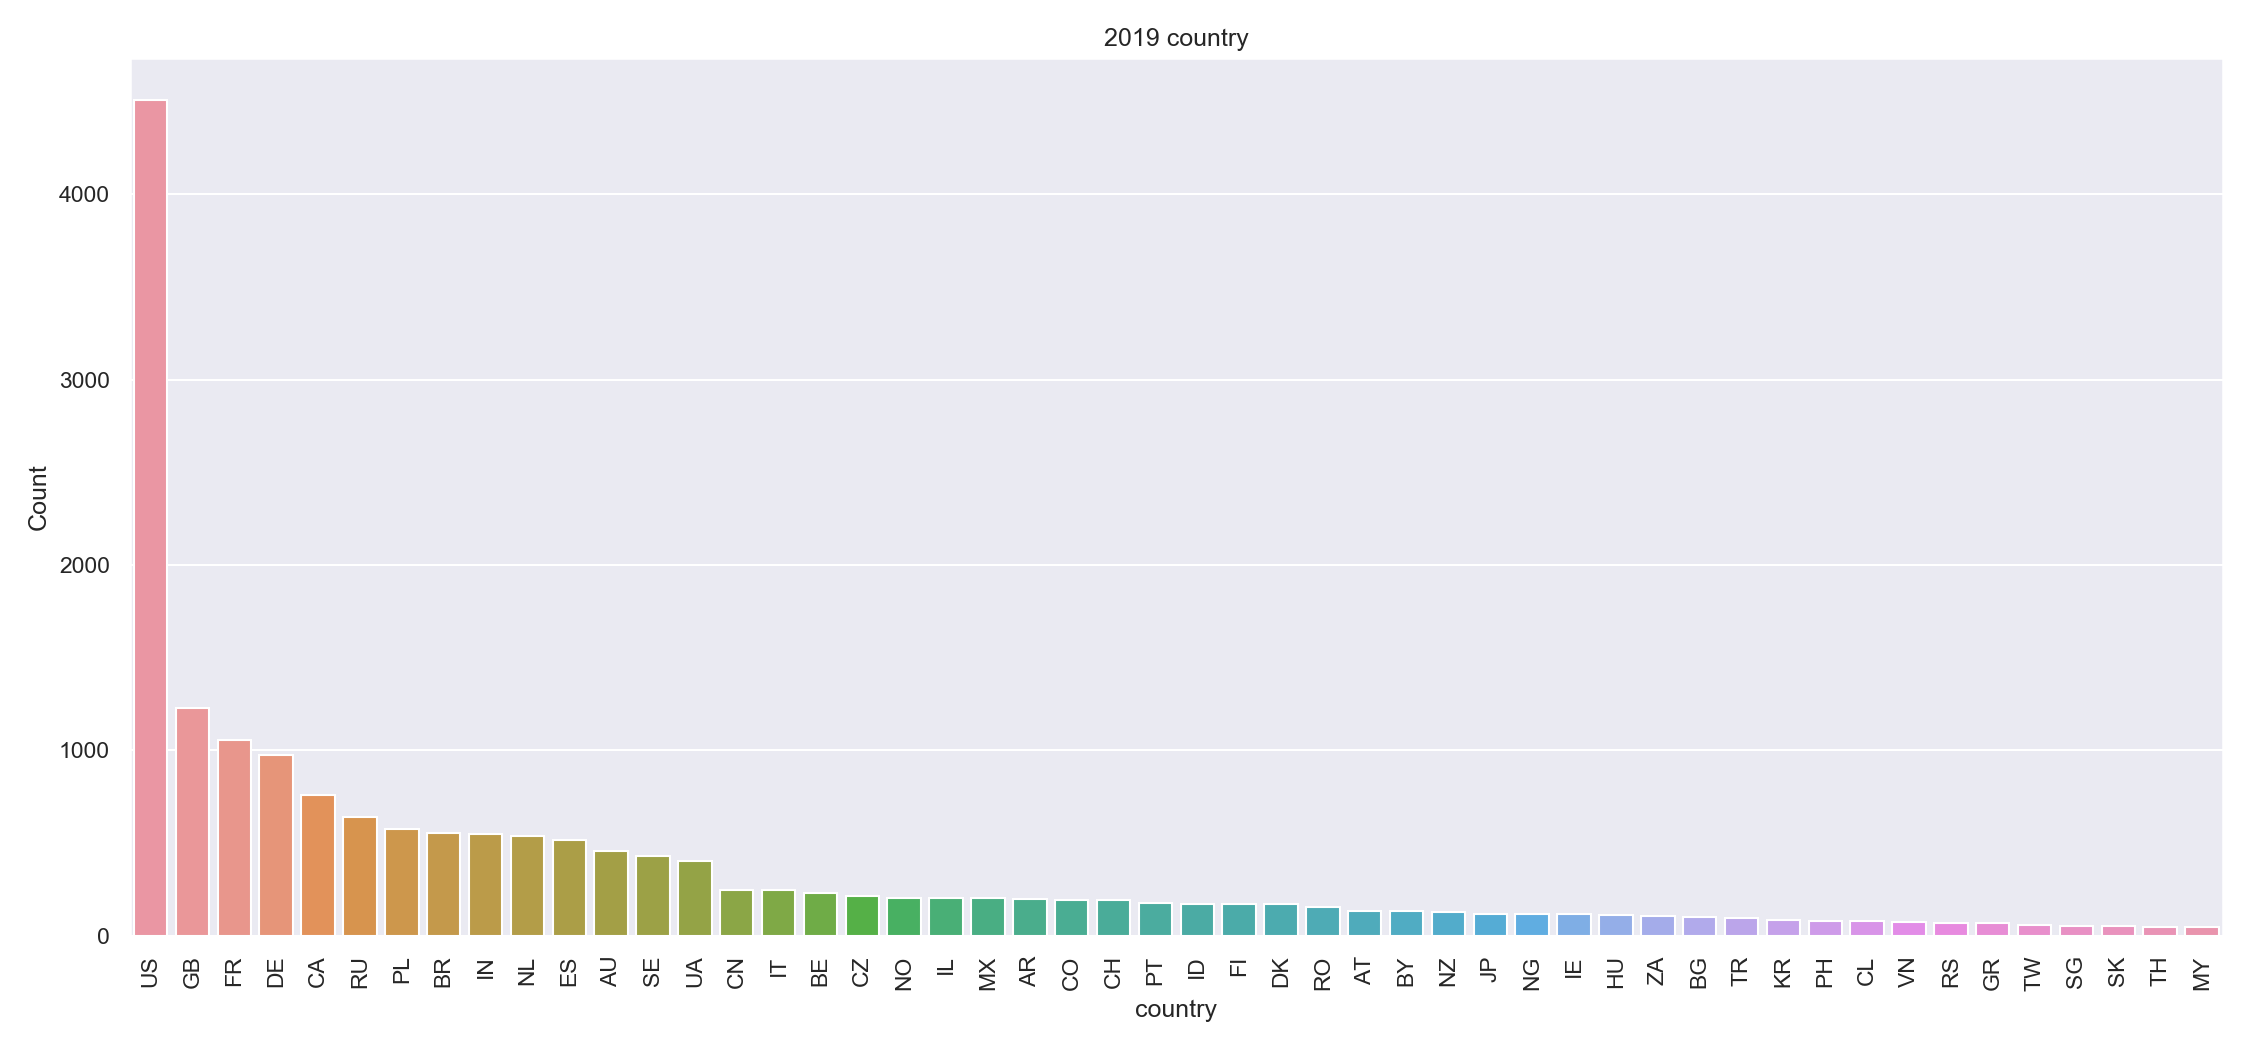 2019 country
4000
3000
2000
1000
0
Count
US GB FR DE CA RU PL BR IN NL ES AU SE UA CN IT BE CZ NO IL MX AR CO CH PT ID FI DK RO AT BY NZ JP NG IE HU ZA BG TR KR PH CL VN RS GR TW SG SK TH MY
country